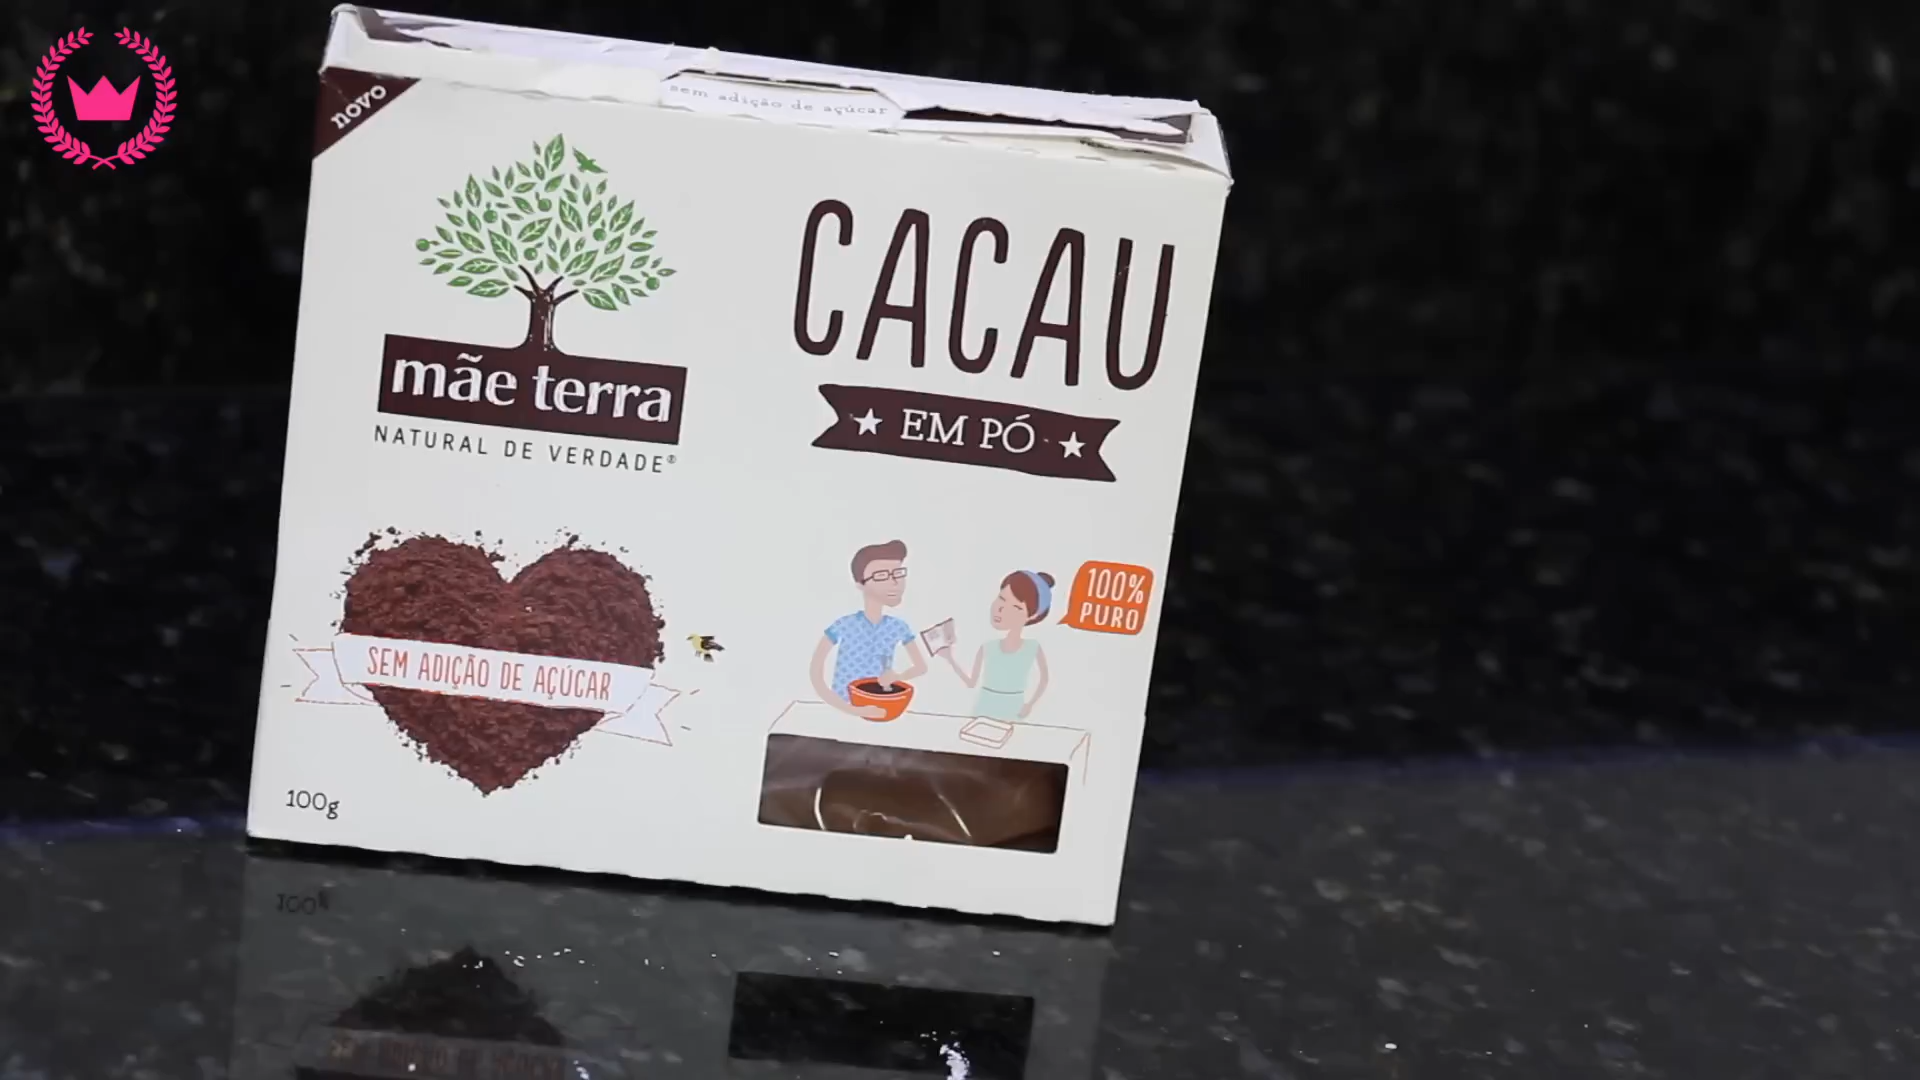 novo
sem adição de açúcar
mãe terra
NATURAL DE VERDADE®
CACAU
EM PÓ
100%
PURO
SEM ADIÇÃO DE AÇÚCAR
100g